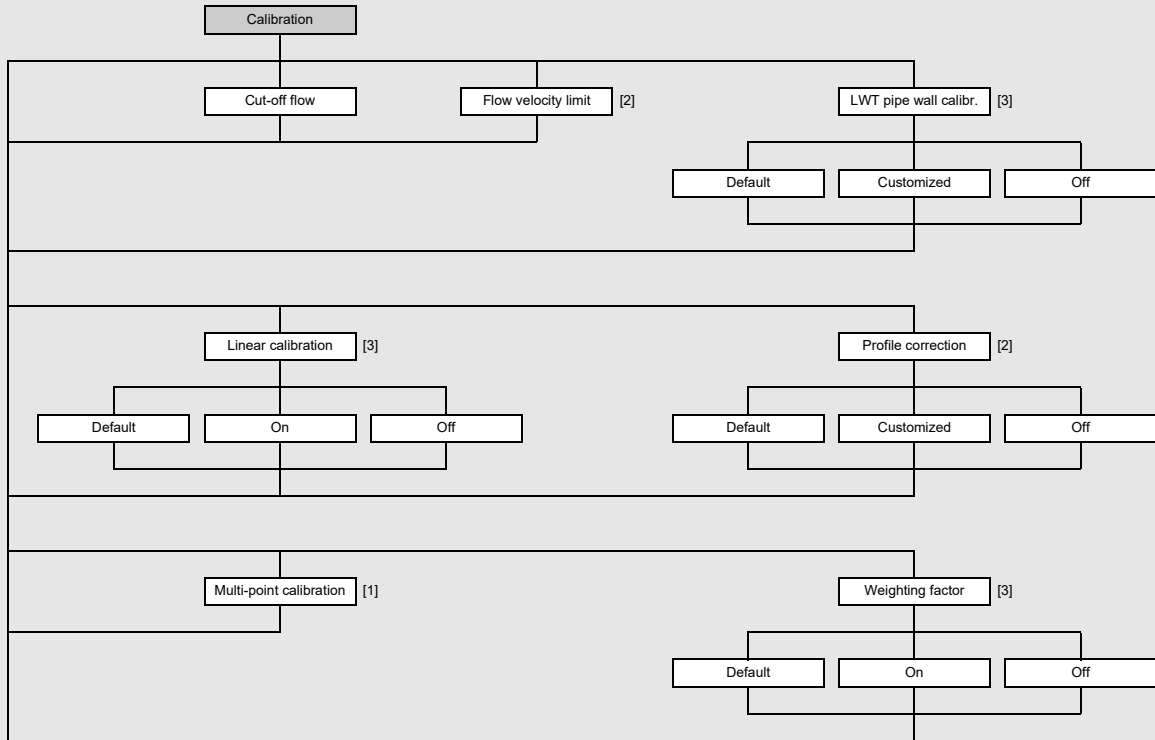 Calibration
Cut-off flow
Flow velocity limit [2]
LWT pipe wall calibr. [3]
Default
Customized
Off
Linear calibration [3]
Profile correction [2]
Default
On
Off
Default
Customized
Off
Multi-point calibration [1]
Weighting factor [3]
Default
On
Off